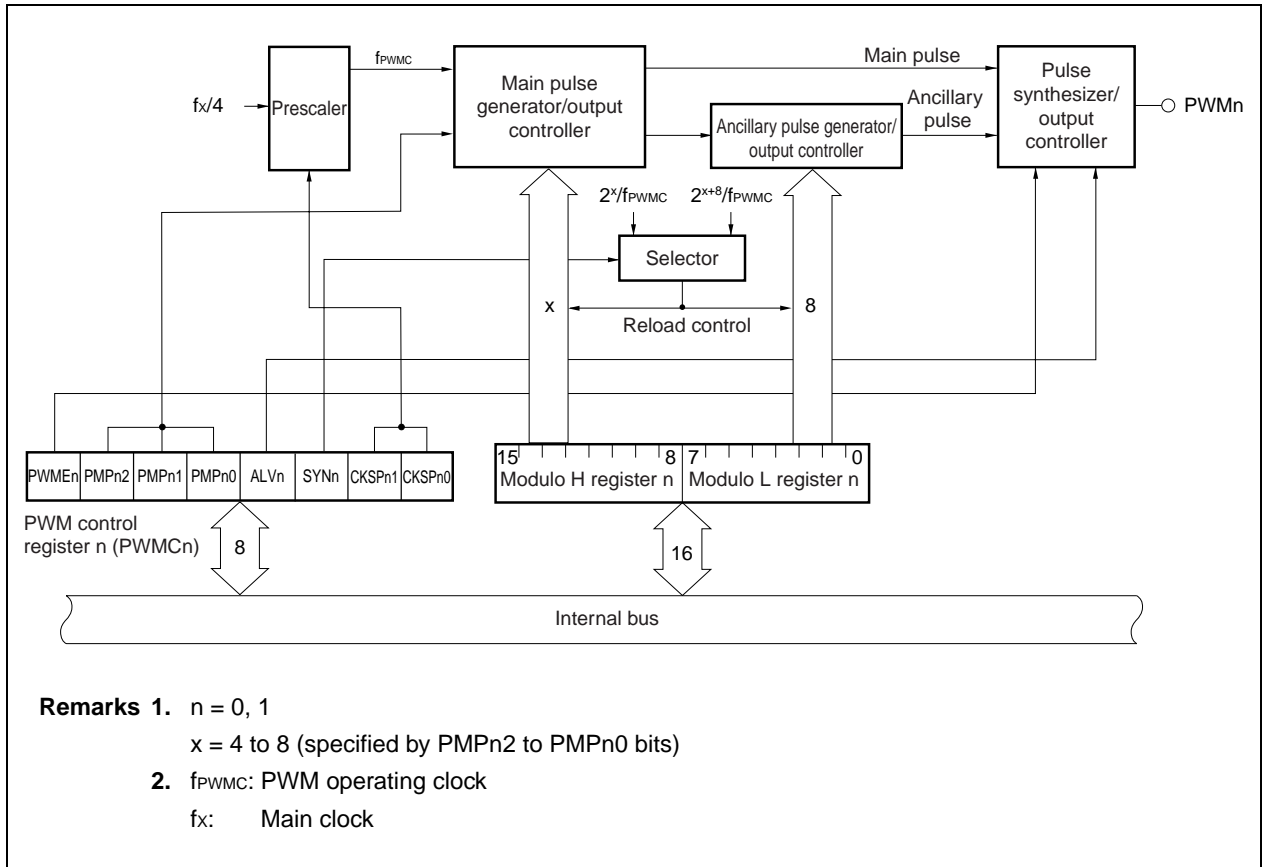 fPWMC
Main pulse
fX/4
Prescaler
Main pulse
generator/output
controller
Ancillary
pulse
Ancillary pulse generator/
output controller
Pulse
synthesizer/
output
controller
PWMn
2^x/fPWMC
2^x+8/fPWMC
Selector
x
8
Reload control
PWMEn PMPn2 PMPn1 PMPn0 ALVn SYNn CKSPn1 CKSPn0
15 8 7 0
Modulo H register n Modulo L register n
PWM control
register n (PWMCn)
8
16
Internal bus
Remarks 1. n = 0, 1
x = 4 to 8 (specified by PMPn2 to PMPn0 bits)
2. fPWMC: PWM operating clock
fX: Main clock